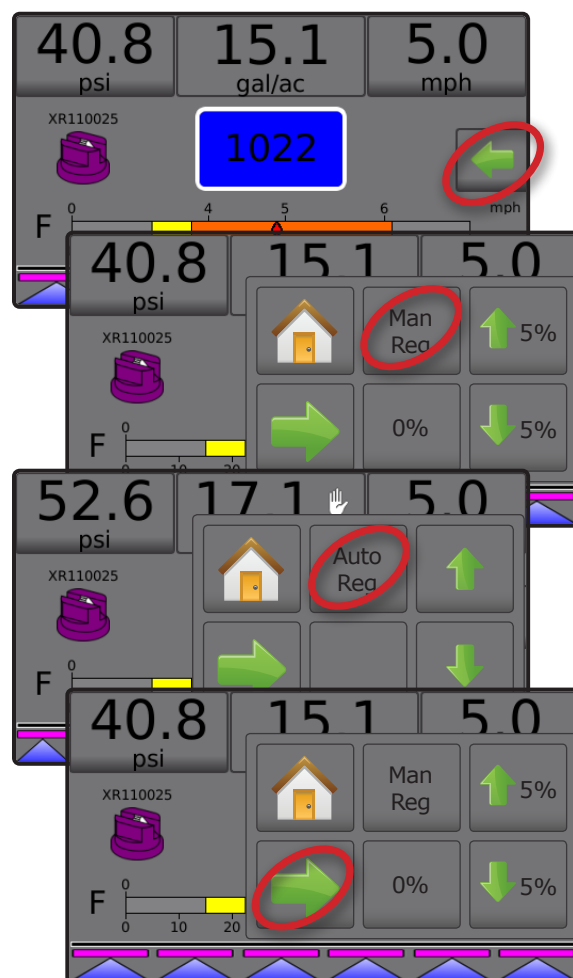 40.8 15.1 5.0
psi gal/ac mph
XR110025
1022
mph
0 4 5 6
F
40.8 15.1 5.0
psi
XR110025
Man
Reg
5%
0
F
0% 5%
0 10 20
52.6 17.1 5.0
psi
XR110025
Auto
Reg
0
F
40.8 15.1 5.0
psi
XR110025
Man
Reg
5%
0
F
0% 5%
0 10 20